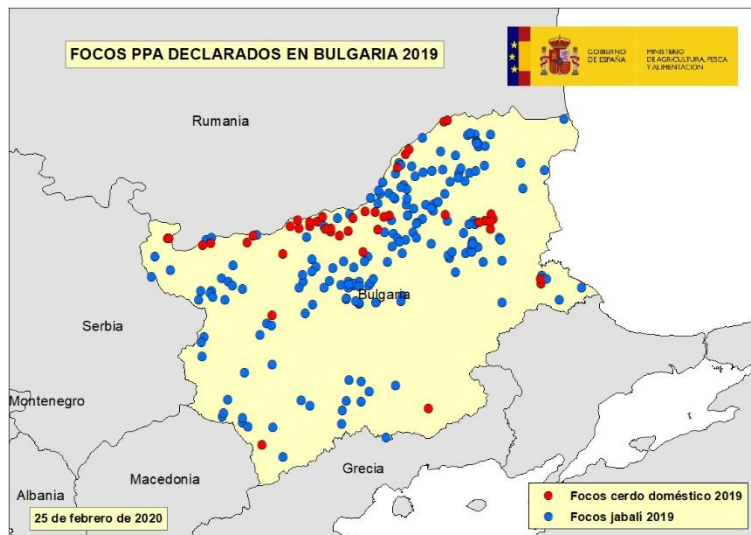 FOCOS PPA DECLARADOS EN BULGARIA 2019
GOBIERNO
DE ESPAÑA
MINISTERIO
DE AGRICULTURA, PESCA
Y ALIMENTACIÓN
Rumania
Serbia
Bulgaria
Montenegro
Macedonia
Grecia
Albania
25 de febrero de 2020
Focos cerdo doméstico 2019
Focos jabalí 2019